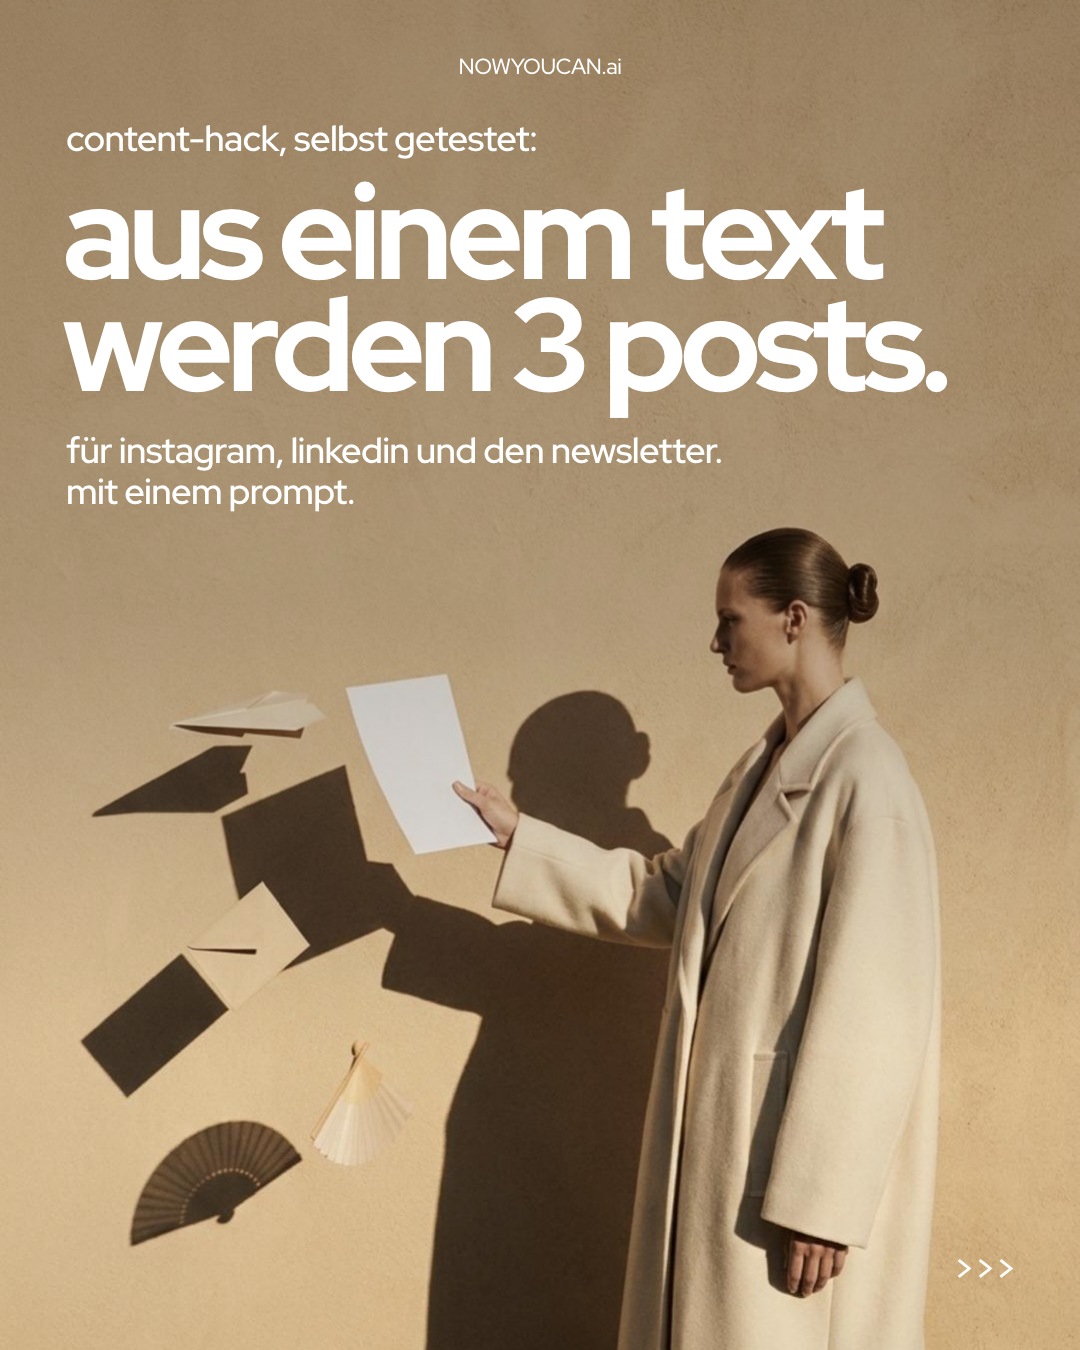 NOWYOUCAN.ai
content-hack, selbst getestet:
aus einem text
werden 3 posts.
für instagram, linkedin und den newsletter.
mit einem prompt.
>>>